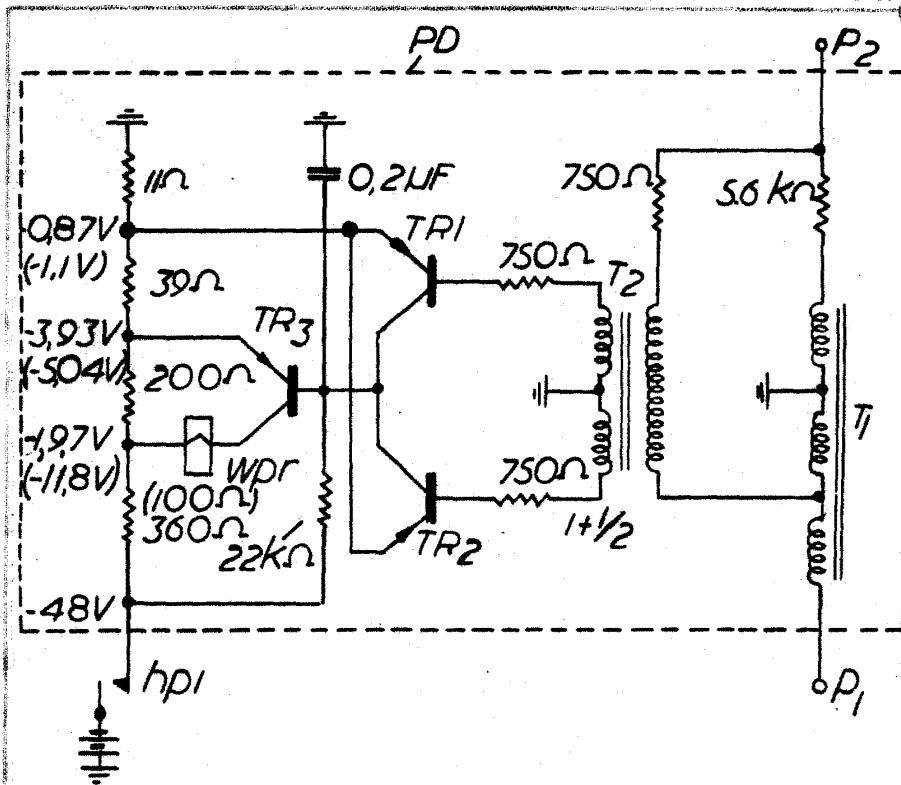 PD
P2
11Ω
0,2µF
750Ω
5.6 kΩ
-0,87V
(-1,1V)
TR1
39Ω
750Ω
T2
-3,93V
(-5,04V)
TR3
200Ω
-1,97V
(-11,8V)
wpr
(100Ω)
360Ω
22kΩ
750Ω
1+1/2
TR2
T1
-48V
hp1
P1